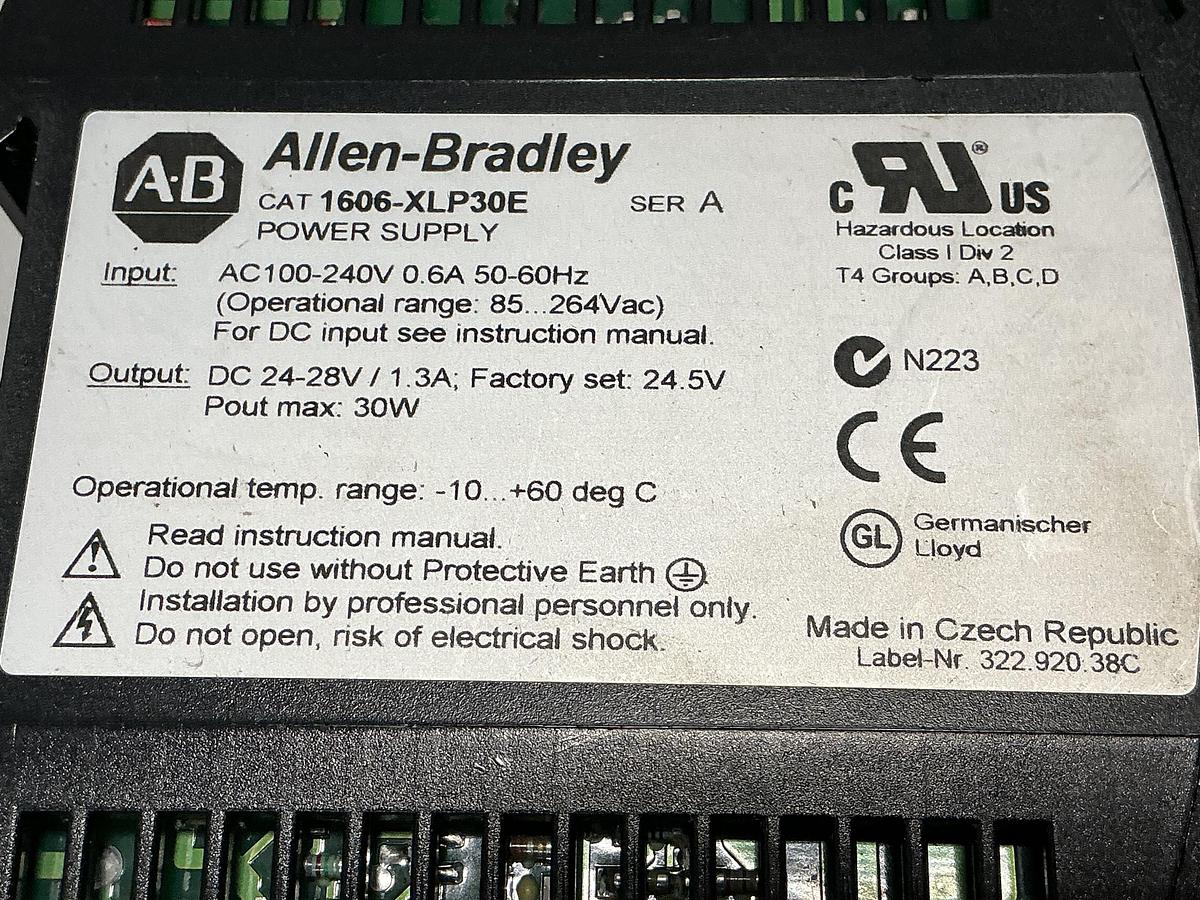 A·B Allen-Bradley
CAT 1606-XLP30E SER A
POWER SUPPLY
Input: AC100-240V 0.6A 50-60Hz
(Operational range: 85...264Vac)
For DC input see instruction manual.
Output: DC 24-28V / 1.3A; Factory set: 24.5V
Pout max: 30W
Operational temp. range: -10...+60 deg C
Read instruction manual.
Do not use without Protective Earth
Installation by professional personnel only.
Do not open, risk of electrical shock.
C RU ® US
Hazardous Location
Class I Div 2
T4 Groups: A,B,C,D
N223
CE
GL Germanischer
Lloyd
Made in Czech Republic
Label-Nr. 322.920.38C